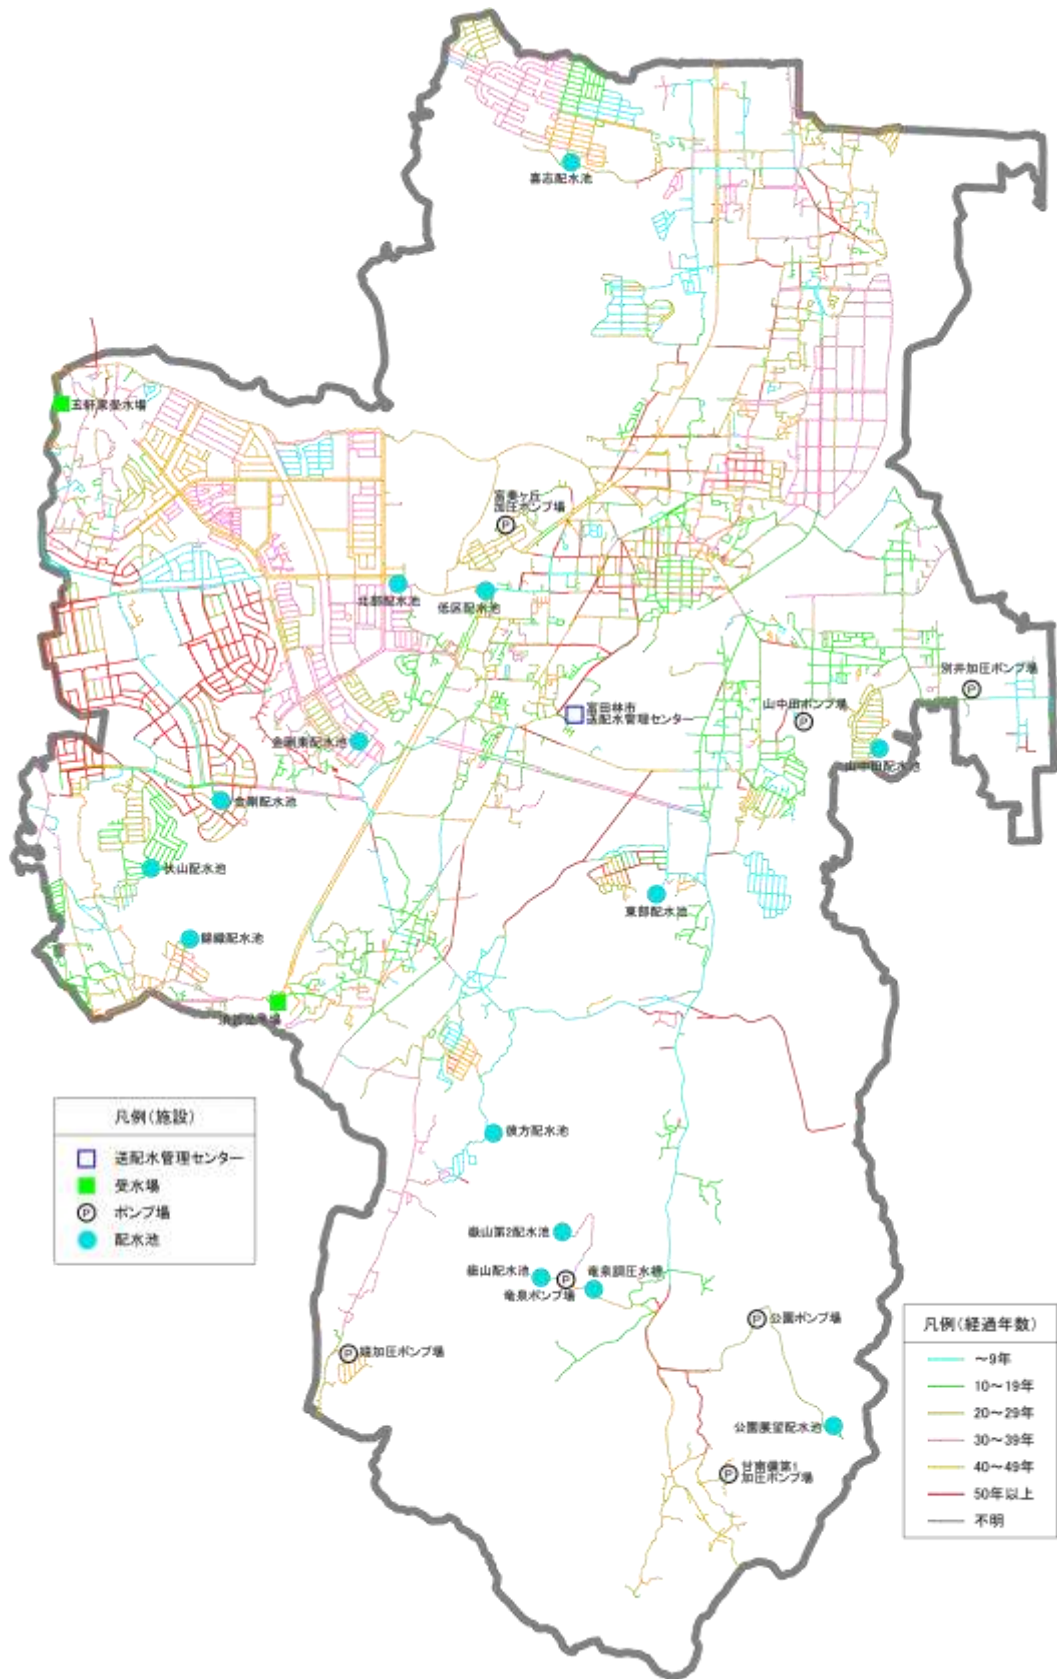 喜志配水池
五軒家受水場
富美ヶ丘
加圧ポンプ場
北部配水池
低区配水池
別井加圧ポンプ場
山中田ポンプ場
富田林市
送配水管理センター
金剛東配水池
山中田配水池
金剛配水池
伏山配水池
東部配水池
錦織配水池
彼方配水池
凡例(施設)
送配水管理センター
受水場
ポンプ場
配水池
嶽山第2配水池
嶽山配水池
竜泉調圧水槽
竜泉ポンプ場
公園ポンプ場
加圧ポンプ場
公園展望配水池
甘南備第1
加圧ポンプ場
凡例(経過年数)
～9年
10～19年
20～29年
30～39年
40～49年
50年以上
不明